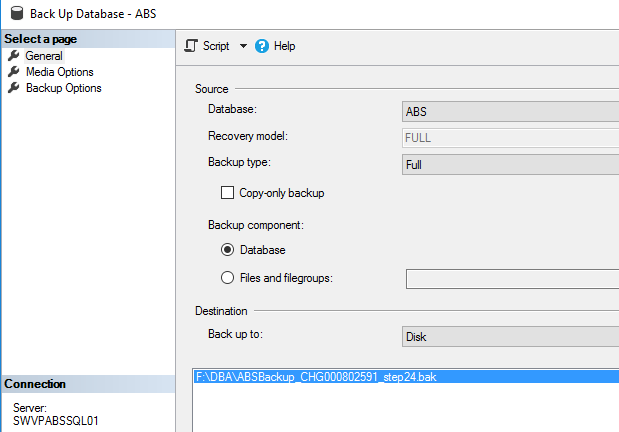 Back Up Database - ABS
Select a page
General
Media Options
Backup Options
Script
Help
Source
Database:
ABS
Recovery model:
FULL
Backup type:
Full
Copy-only backup
Backup component:
Database
Files and filegroups:
Destination
Back up to:
Disk
F:\DBA\ABSBackup_CHG000802591_step24.bak
Connection
Server:
SWVPABSSQL01